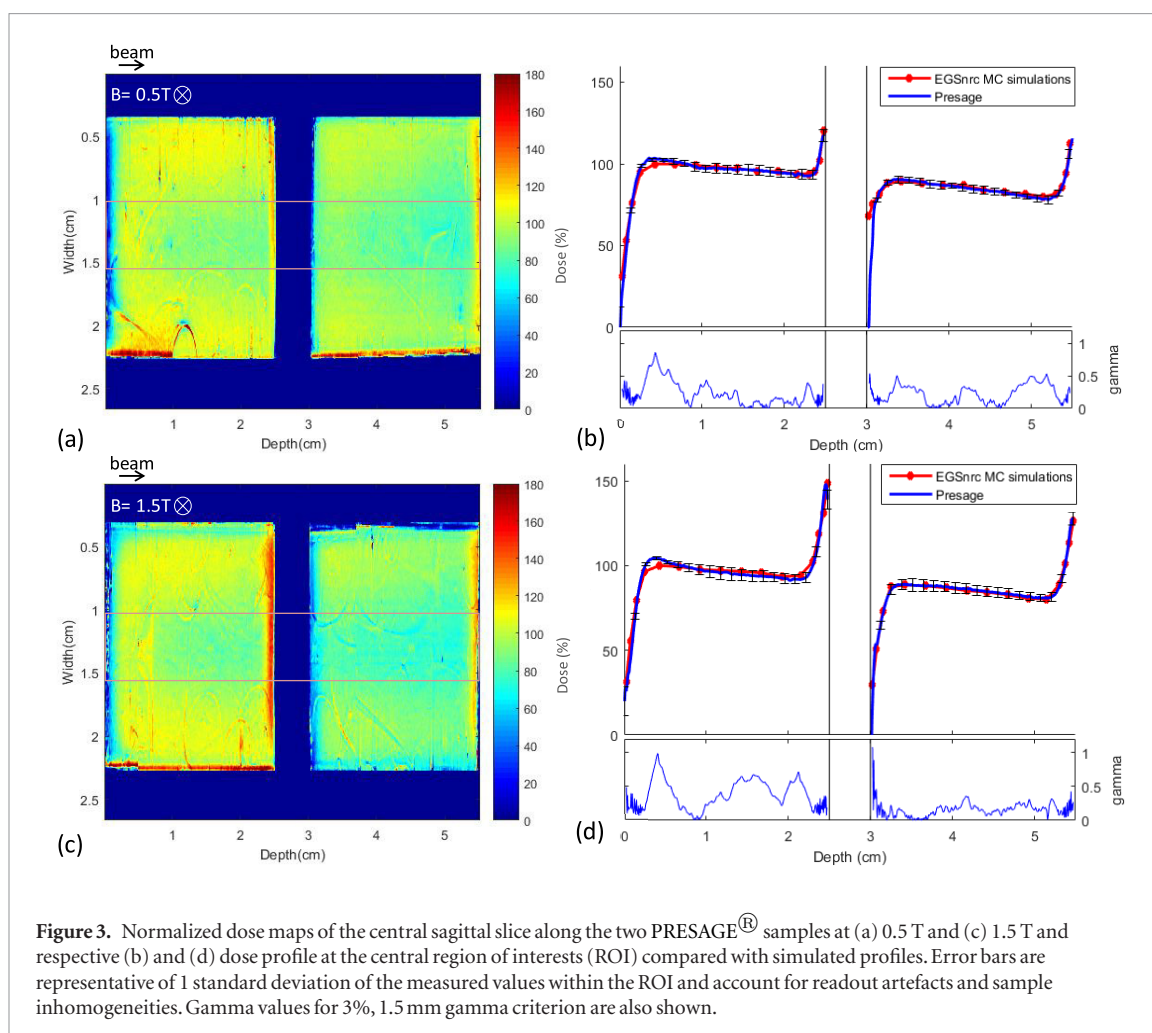 beam
B= 0.5T
180
160
140
120
100
80
60
40
20
0
Dose (%)
0.5
1
1.5
2
2.5
Width(cm)
1
2
3
4
5
Depth(cm)
(a)
EGSnrc MC simulations
Presage
150
100
50
0
1
0.5
0
gamma
0
1
2
3
4
5
Depth (cm)
(b)
beam
B= 1.5T
180
160
140
120
100
80
60
40
20
0
Dose (%)
0.5
1
1.5
2
2.5
Width(cm)
1
2
3
4
5
Depth(cm)
(c)
EGSnrc MC simulations
Presage
150
100
50
0
1
0.5
0
gamma
0
1
2
3
4
5
Depth (cm)
(d)
Figure 3. Normalized dose maps of the central sagittal slice along the two PRESAGE® samples at (a) 0.5 T and (c) 1.5 T and
respective (b) and (d) dose profile at the central region of interests (ROI) compared with simulated profiles. Error bars are
representative of 1 standard deviation of the measured values within the ROI and account for readout artefacts and sample
inhomogeneities. Gamma values for 3%, 1.5 mm gamma criterion are also shown.